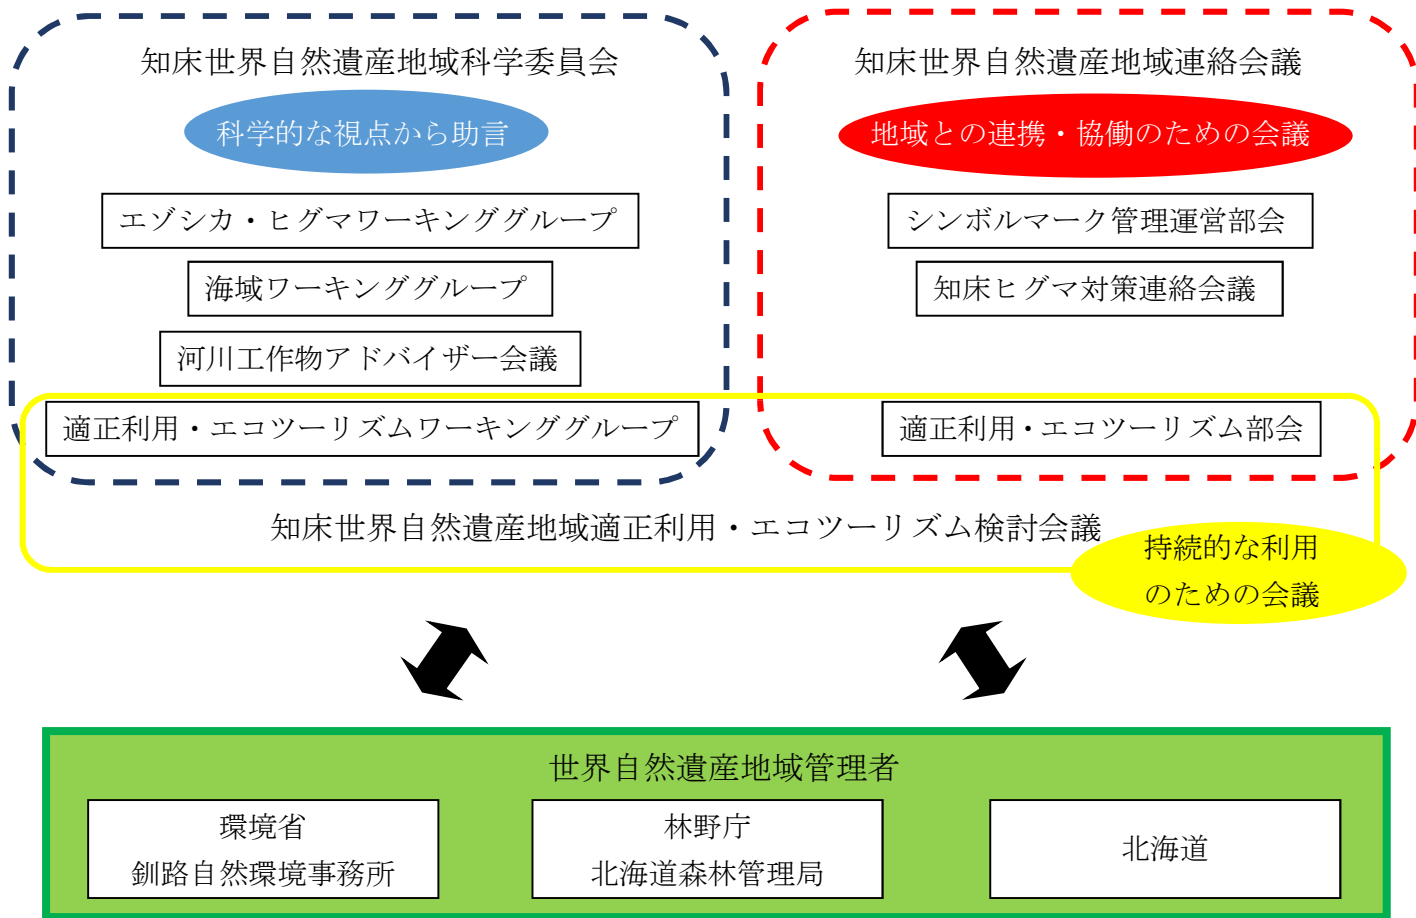 知床世界自然遺産地域科学委員会
科学的な視点から助言
エゾシカ・ヒグマワーキンググループ
海域ワーキンググループ
河川工作物アドバイザー会議
適正利用・エコツーリズムワーキンググループ
知床世界自然遺産地域連絡会議
地域との連携・協働のための会議
シンボルマーク管理運営部会
知床ヒグマ対策連絡会議
適正利用・エコツーリズム部会
知床世界自然遺産地域適正利用・エコツーリズム検討会議
持続的な利用
のための会議
世界自然遺産地域管理者
環境省
釧路自然環境事務所
林野庁
北海道森林管理局
北海道